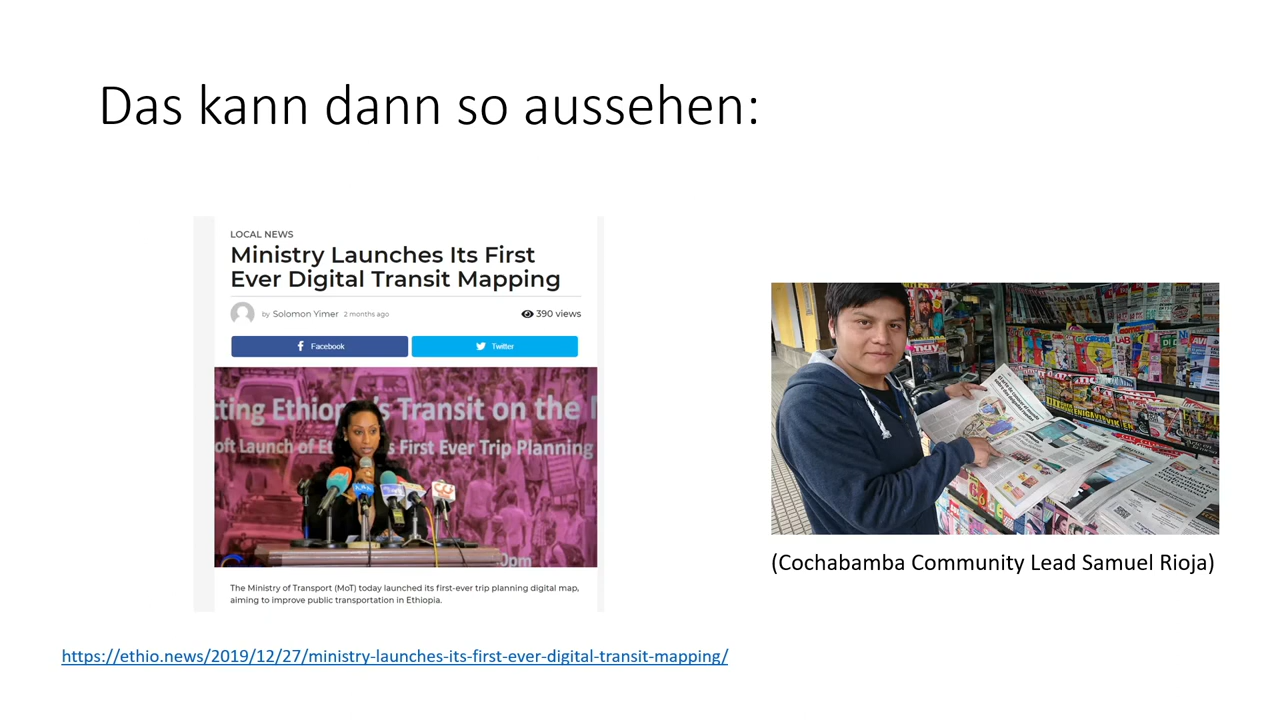 Das kann dann so aussehen:
LOCAL NEWS
Ministry Launches Its First
Ever Digital Transit Mapping
by Solomon Yimer 2 months ago
390 views
Facebook
Twitter
tting Ethiop 's Transit on the
oft Launch of Et s First Ever Trip Planning
0pm
The Ministry of Transport (MoT) today launched its first-ever trip planning digital map,
aiming to improve public transportation in Ethiopia.
muy
(Cochabamba Community Lead Samuel Rioja)
https://ethio.news/2019/12/27/ministry-launches-its-first-ever-digital-transit-mapping/